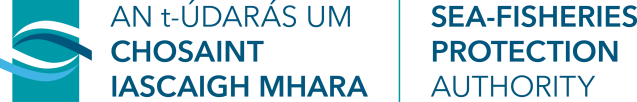 AN t-ÚDARÁS UM
CHOSAINT
IASCAIGH MHARA
SEA-FISHERIES
PROTECTION
AUTHORITY